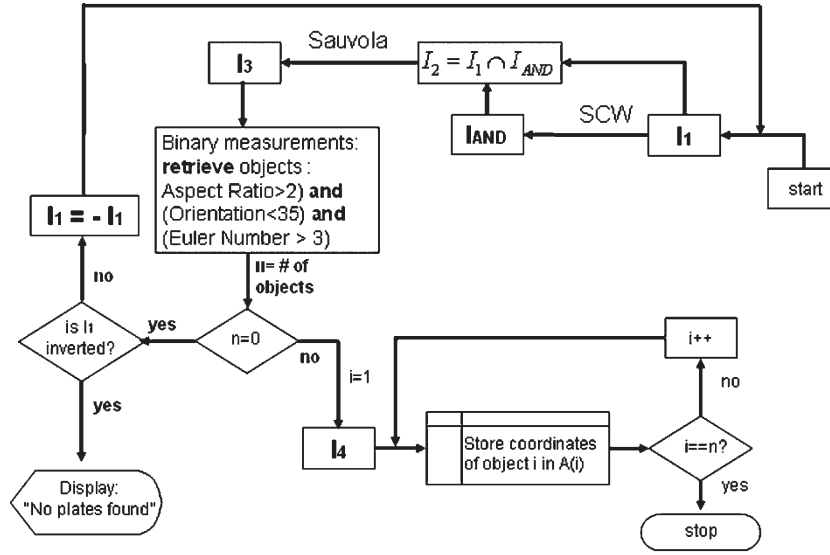 Sauvola
I3
I2 = I1 ∩ IAND
SCW
IAND
I1
start
Binary measurements:
retrieve objects :
Aspect Ratio>2) and
(Orientation<35) and
(Euler Number > 3)
I1 = - I1
no
n= # of
objects
is I1
inverted?
yes
n=0
no
i=1
yes
I4
Store coordinates
of object i in A(i)
i++
no
i==n?
yes
stop
Display:
"No plates found"